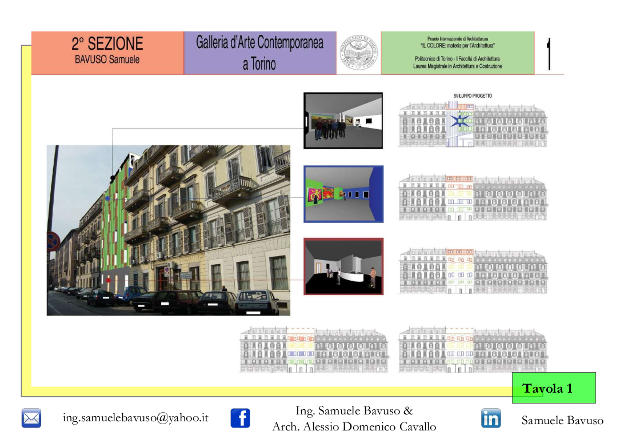 2° SEZIONE
BAVUSO Samuele
Galleria d'Arte Contemporanea
a Torino
Premio Internazionale di Architettura
"IL COLORE: materia per l'Architettura"
Politecnico di Torino - II Facoltà di Architettura
Laurea Magistrale in Architettura e Costruzione
1
SVILUPPO PROGETTO
Tavola 1
ing.samuelebavuso@yahoo.it
Ing. Samuele Bavuso &
Arch. Alessio Domenico Cavallo
Samuele Bavuso